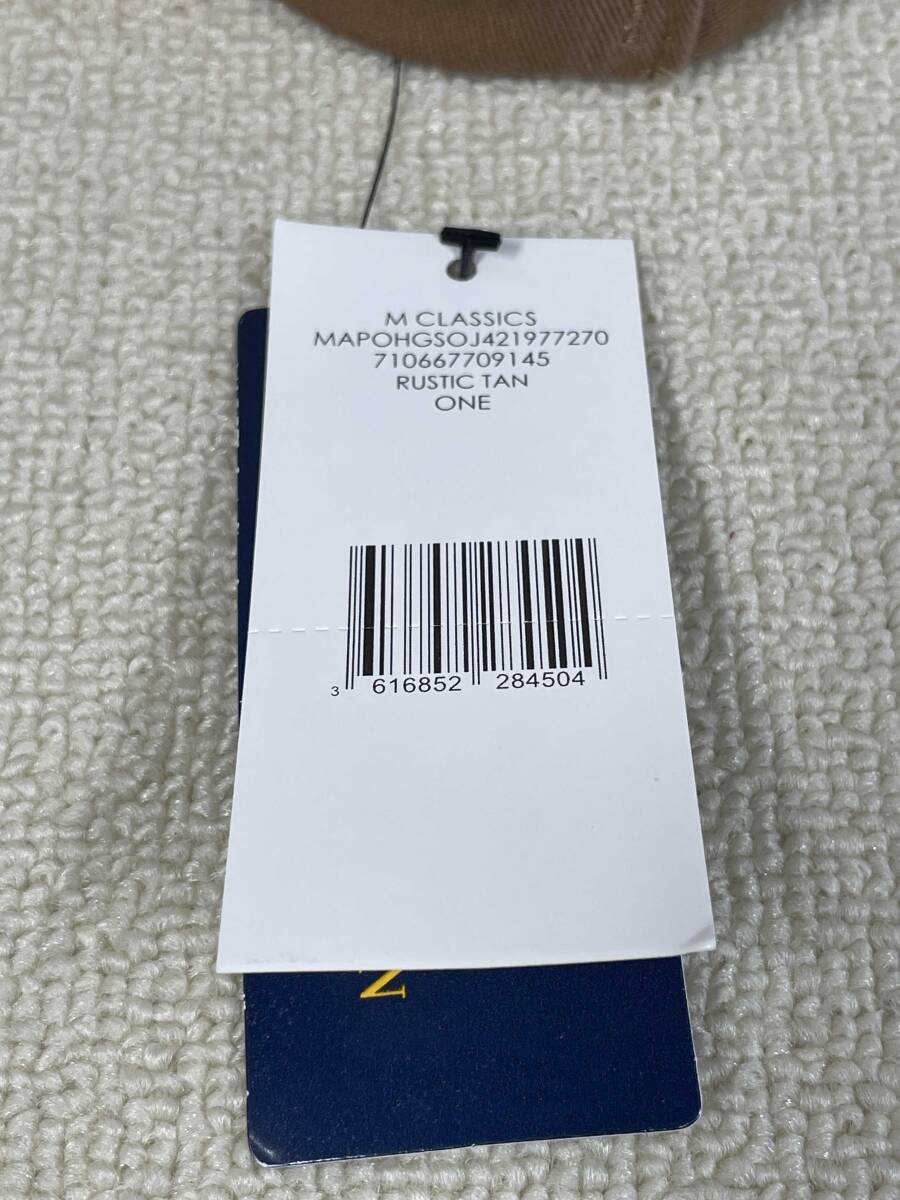 M CLASSICS
MAPOHGSOJ421977270
710667709145
RUSTIC TAN
ONE
3 616852 284504
N